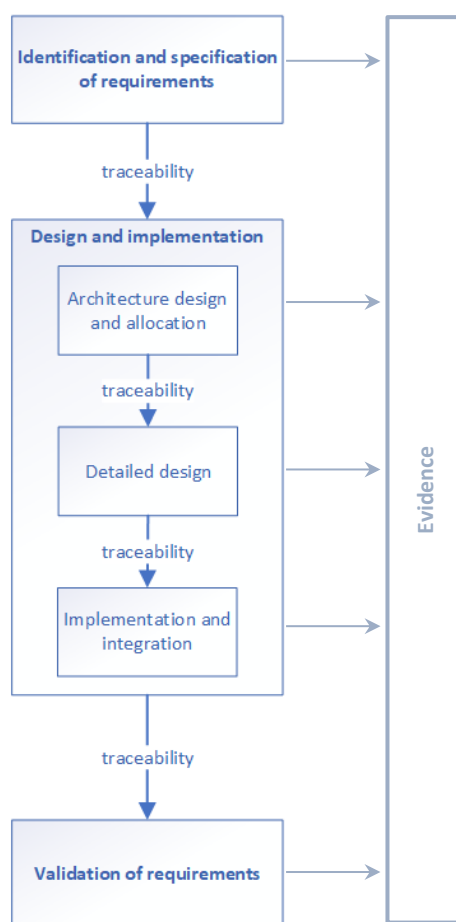 Identification and specification
of requirements
traceability
Design and implementation
Architecture design
and allocation
traceability
Detailed design
traceability
Implementation and
integration
traceability
Validation of requirements
Evidence